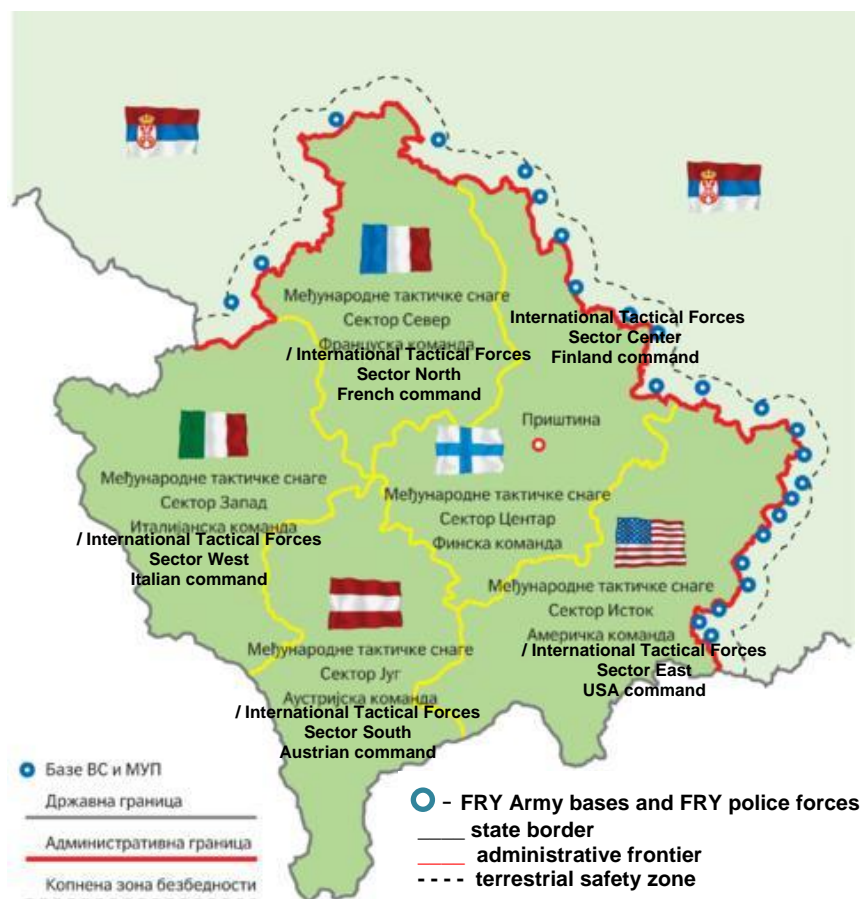 Међународне тактичке снаге
Сектор Север
Француска команда
/ International Tactical Forces
Sector North
French command
International Tactical Forces
Sector Center
Finland command
Приштина
Међународне тактичке снаге
Сектор Запад
Италијанска команда
/ International Tactical Forces
Sector West
Italian command
Међународне тактичке снаге
Сектор Центар
Финска команда
Међународне тактичке снаге
Сектор Исток
Америчка команда
/ International Tactical Forces
Sector East
USA command
Међународне тактичке снаге
Сектор Југ
Аустријска команда
/ International Tactical Forces
Sector South
Austrian command
Базе ВС и МУП
Државна граница
Административна граница
Копнена зона безбедности
- FRY Army bases and FRY police forces
state border
administrative frontier
terrestrial safety zone